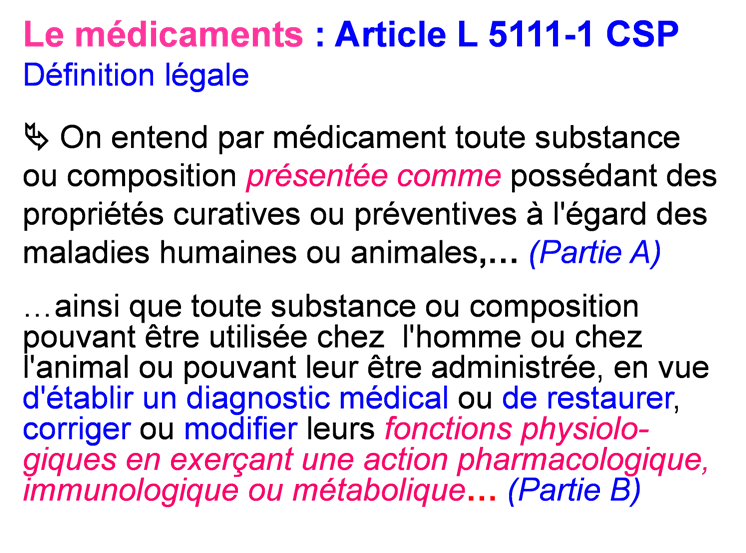 Le médicaments : Article L 5111-1 CSP
Définition légale
⮱ On entend par médicament toute substance
ou composition présentée comme possédant des
propriétés curatives ou préventives à l'égard des
maladies humaines ou animales,… (Partie A)
…ainsi que toute substance ou composition
pouvant être utilisée chez l'homme ou chez
l'animal ou pouvant leur être administrée, en vue
d'établir un diagnostic médical ou de restaurer,
corriger ou modifier leurs fonctions physiolo-
giques en exerçant une action pharmacologique,
immunologique ou métabolique… (Partie B)